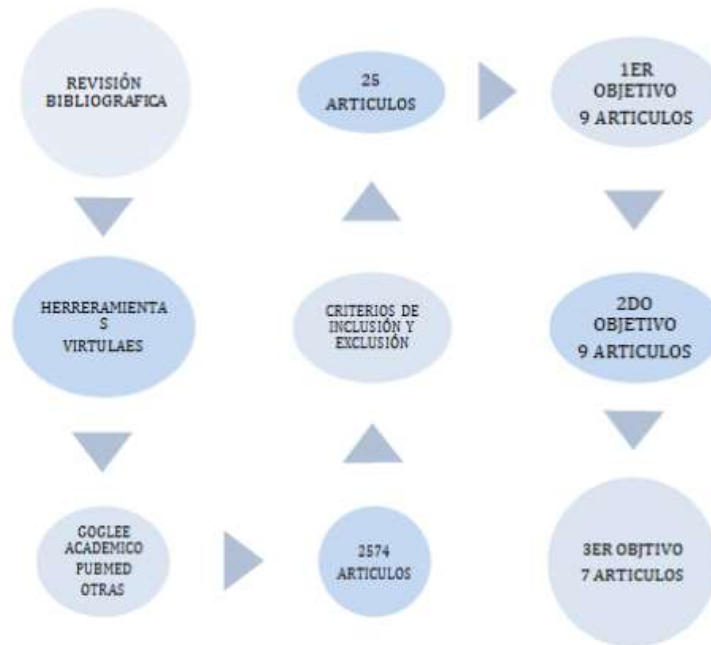 REVISIÓN
BIBLIOGRAFICA
HERRERAMIENTA
S
VIRTULAES
GOGLEE
ACADEMICO
PUBMED
OTRAS
2574
ARTICULOS
CRITERIOS DE
INCLUSIÓN Y
EXCLUSIÓN
25
ARTICULOS
1ER
OBJETIVO
9 ARTICULOS
2DO
OBJETIVO
9 ARTICULOS
3ER OBJTIVO
7 ARTICULOS